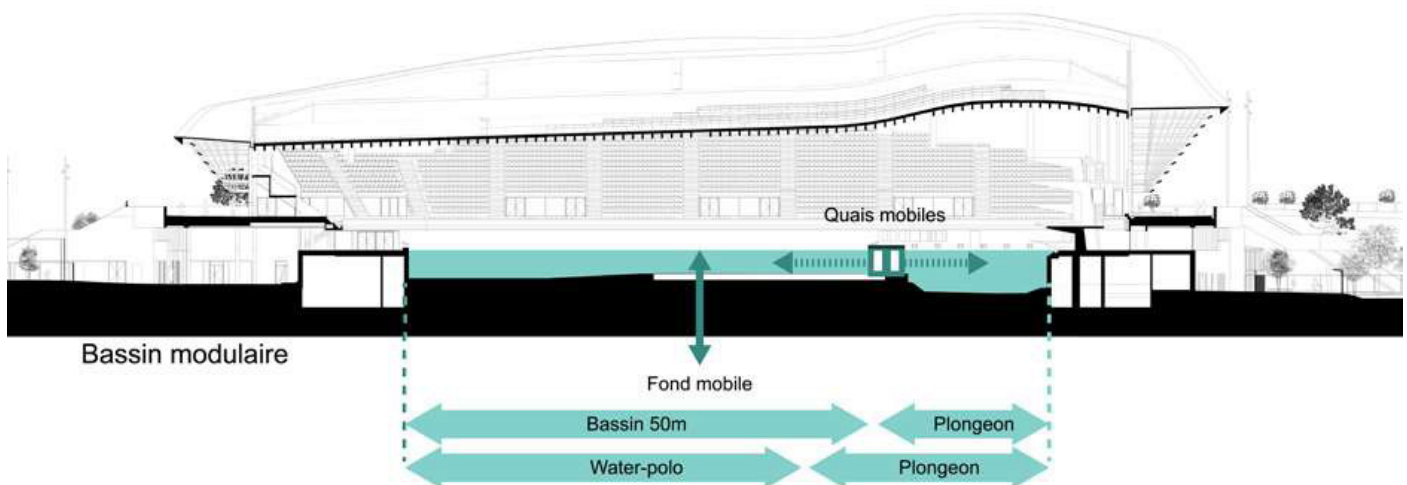 Quais mobiles
Bassin modulaire
Fond mobile
Bassin 50m
Plongeon
Water-polo
Plongeon